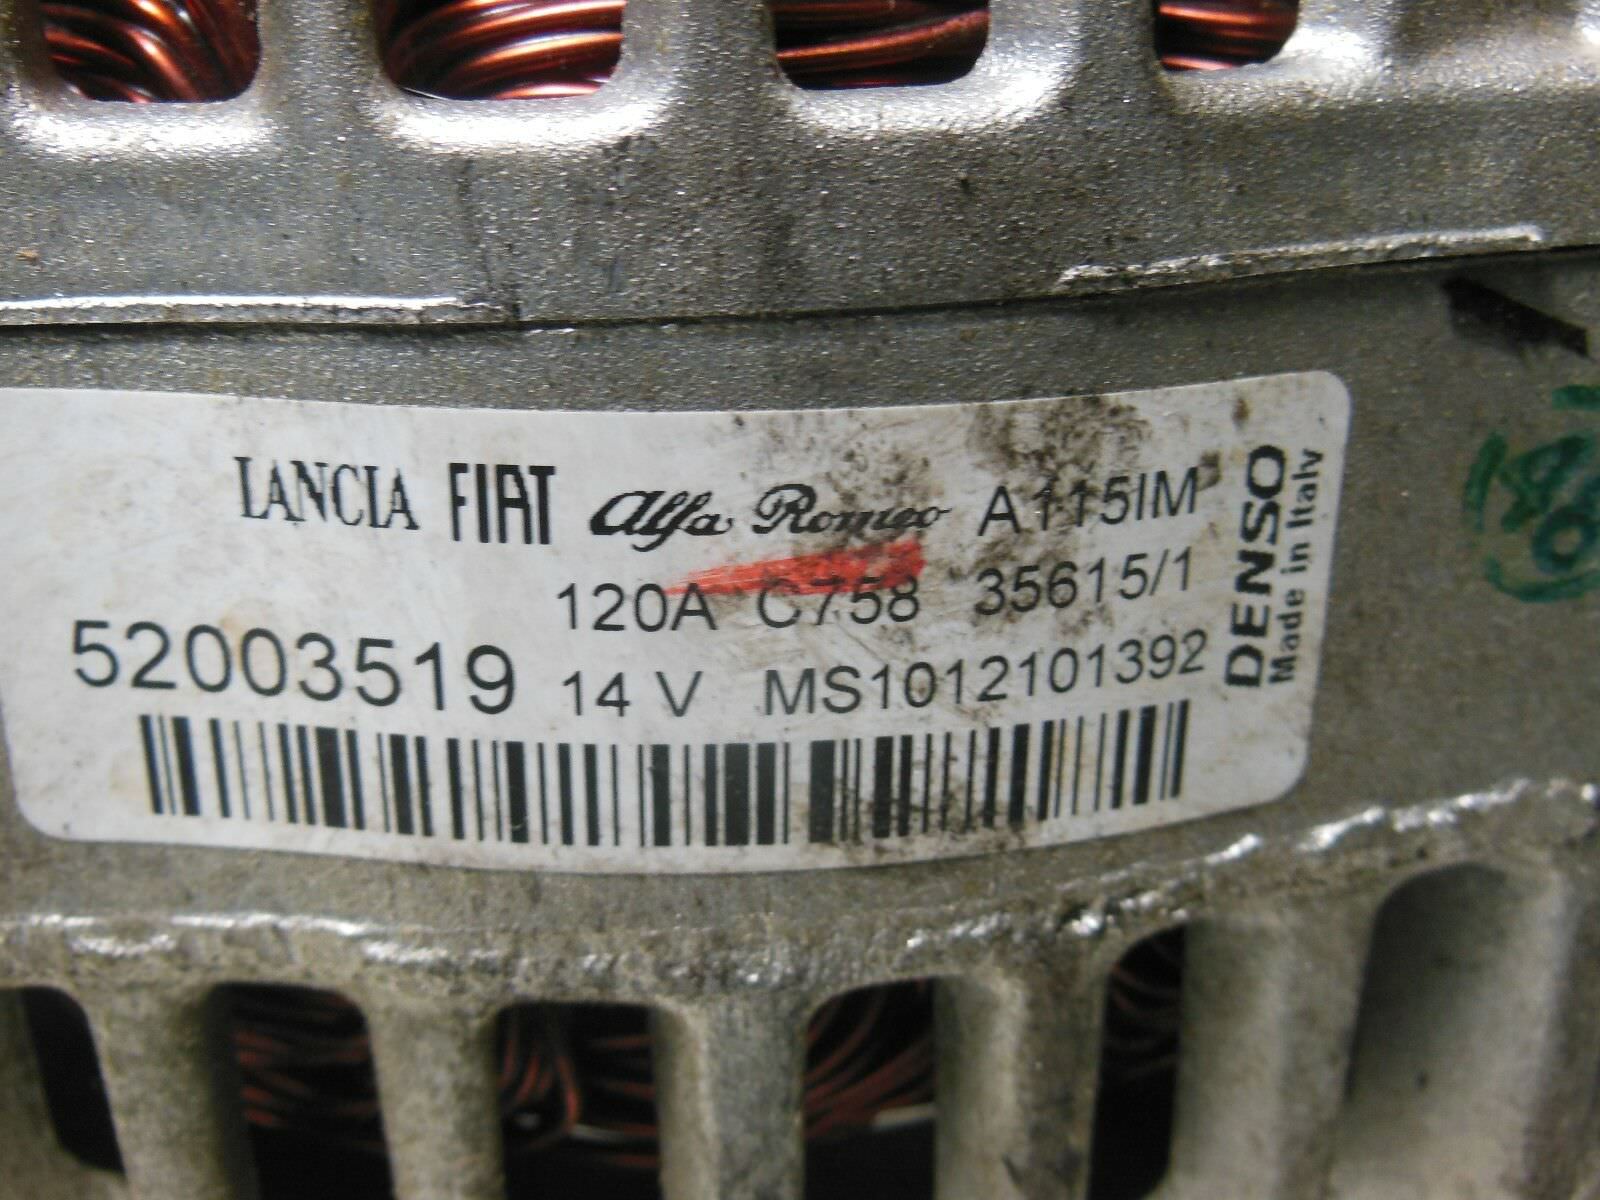 LANCIA FIAT Alfa Romeo A115IM
120A C758 35615/1
52003519 14 V MS1012101392
DENSO
Made in Italy